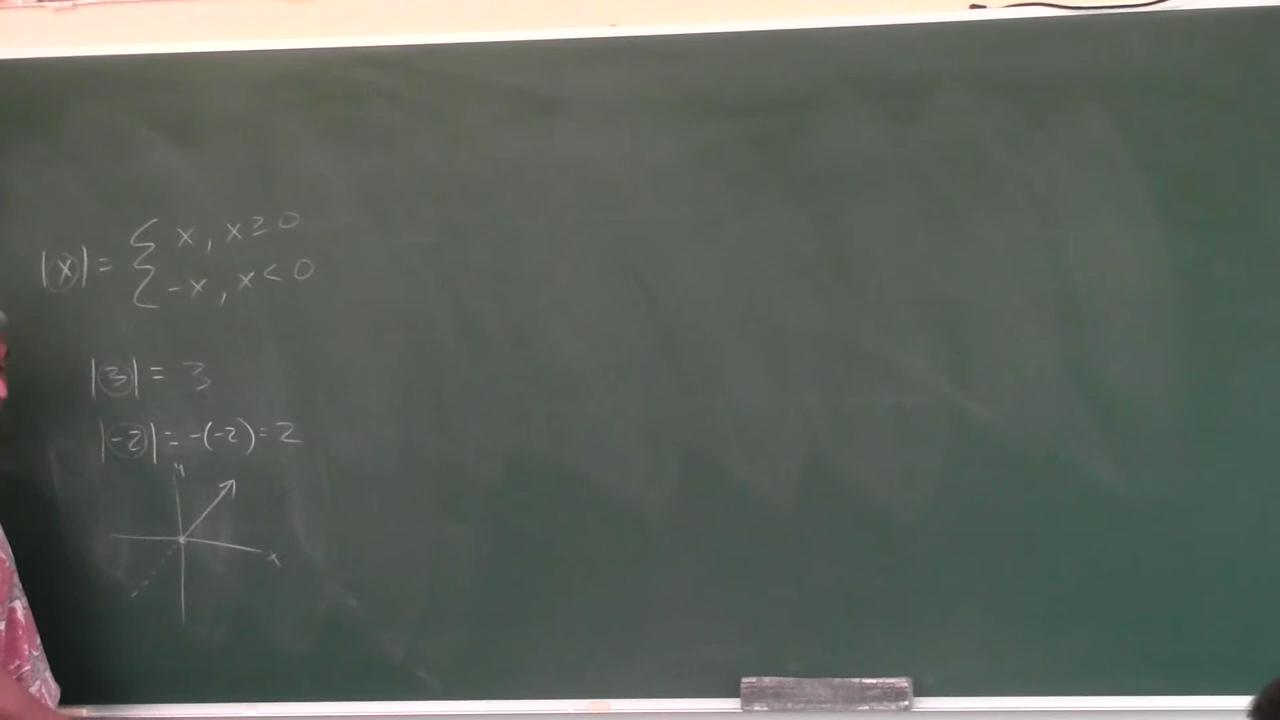 |x| = { x, x ≥ 0
-x, x < 0
|3| = 3
|-2| = -(-2) = 2
x